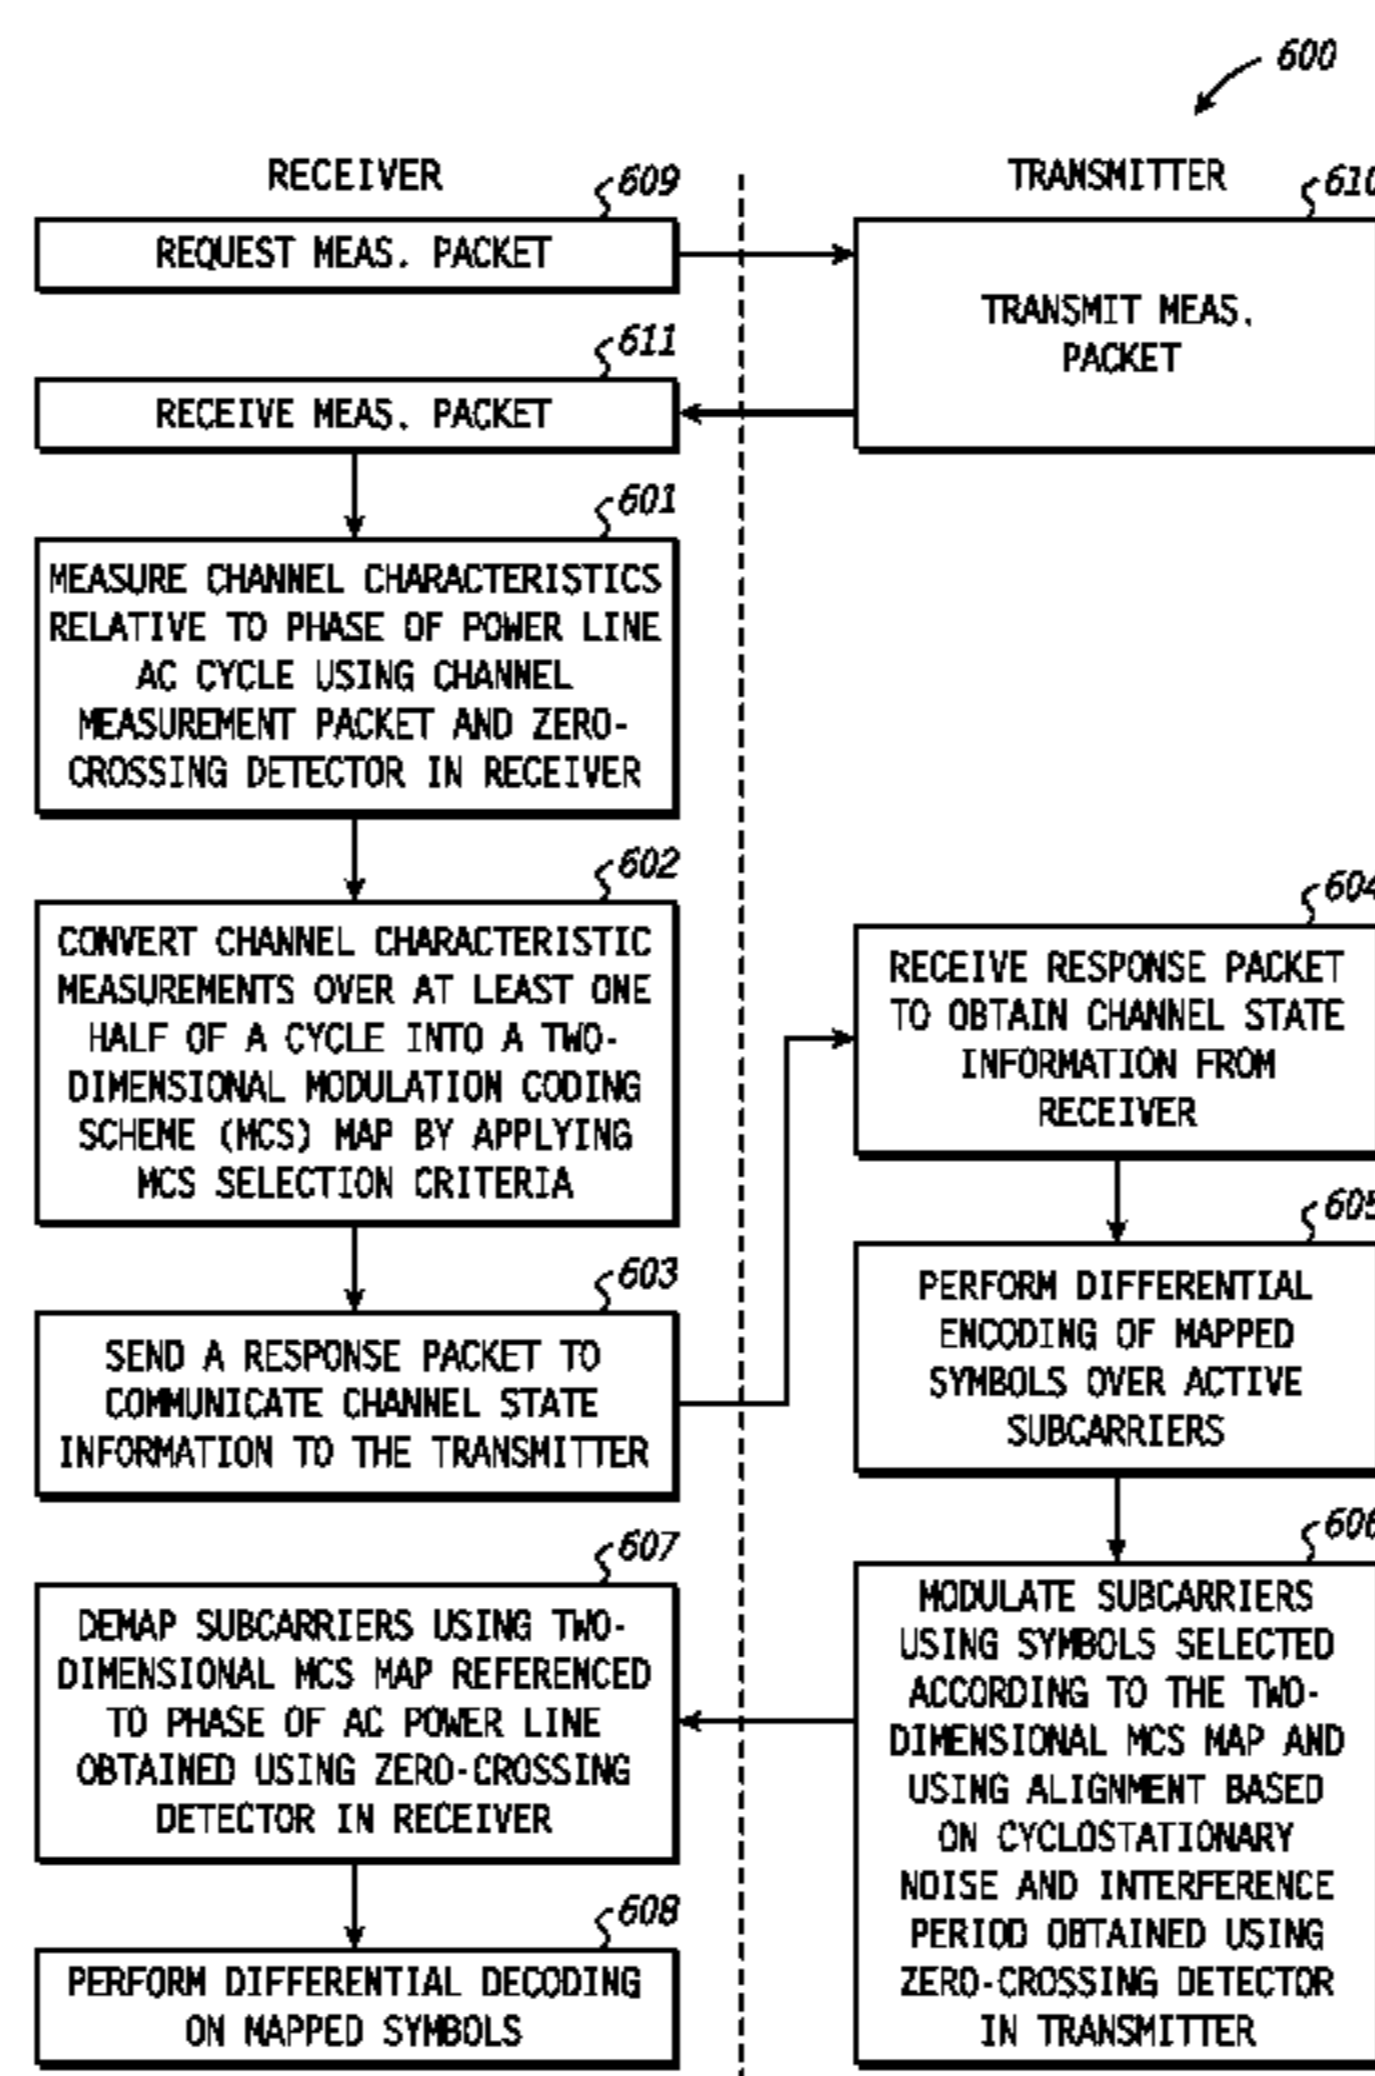 600
RECEIVER
TRANSMITTER
609
REQUEST MEAS. PACKET
610
TRANSMIT MEAS.
PACKET
611
RECEIVE MEAS. PACKET
601
MEASURE CHANNEL CHARACTERISTICS
RELATIVE TO PHASE OF POWER LINE
AC CYCLE USING CHANNEL
MEASUREMENT PACKET AND ZERO-
CROSSING DETECTOR IN RECEIVER
602
CONVERT CHANNEL CHARACTERISTIC
MEASUREMENTS OVER AT LEAST ONE
HALF OF A CYCLE INTO A TWO-
DIMENSIONAL MODULATION CODING
SCHEME (MCS) MAP BY APPLYING
MCS SELECTION CRITERIA
603
SEND A RESPONSE PACKET TO
COMMUNICATE CHANNEL STATE
INFORMATION TO THE TRANSMITTER
604
RECEIVE RESPONSE PACKET
TO OBTAIN CHANNEL STATE
INFORMATION FROM
RECEIVER
605
PERFORM DIFFERENTIAL
ENCODING OF MAPPED
SYMBOLS OVER ACTIVE
SUBCARRIERS
606
MODULATE SUBCARRIERS
USING SYMBOLS SELECTED
ACCORDING TO THE TWO-
DIMENSIONAL MCS MAP AND
USING ALIGNMENT BASED
ON CYCLOSTATIONARY
NOISE AND INTERFERENCE
PERIOD OBTAINED USING
ZERO-CROSSING DETECTOR
IN TRANSMITTER
607
DEMAP SUBCARRIERS USING TWO-
DIMENSIONAL MCS MAP REFERENCED
TO PHASE OF AC POWER LINE
OBTAINED USING ZERO-CROSSING
DETECTOR IN RECEIVER
608
PERFORM DIFFERENTIAL DECODING
ON MAPPED SYMBOLS